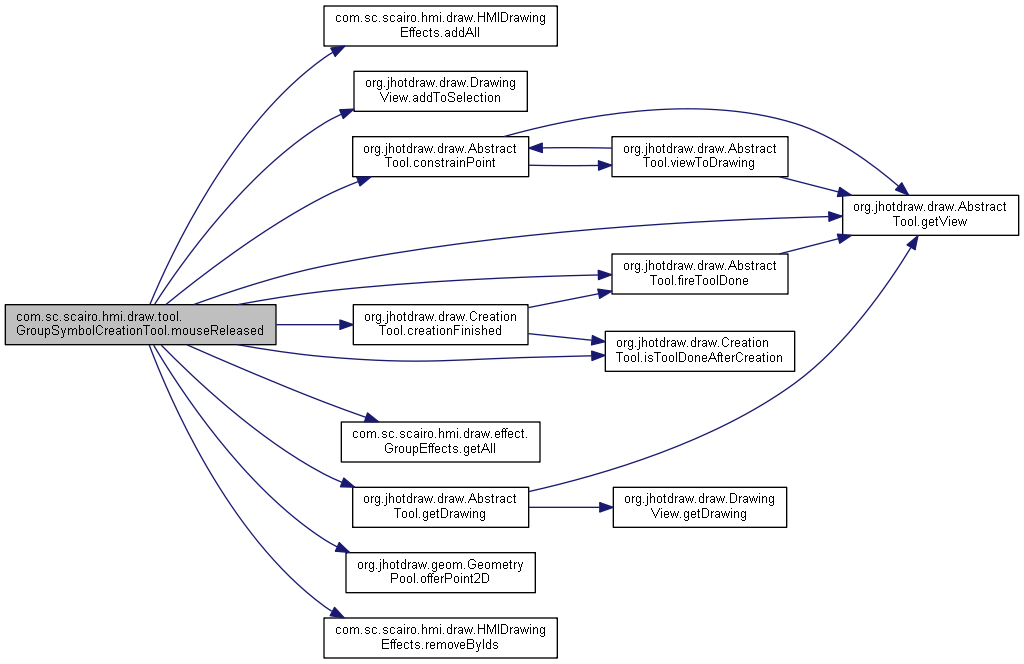 com.sc.scairo.hmi.draw.HMIDrawing
Effects.addAll
org.jhotdraw.draw.Drawing
View.addToSelection
org.jhotdraw.draw.Abstract
Tool.constrainPoint
org.jhotdraw.draw.Abstract
Tool.viewToDrawing
org.jhotdraw.draw.Abstract
Tool.getView
org.jhotdraw.draw.Abstract
Tool.fireToolDone
com.sc.scairo.hmi.draw.tool.
GroupSymbolCreationTool.mouseReleased
org.jhotdraw.draw.Creation
Tool.creationFinished
org.jhotdraw.draw.Creation
Tool.isToolDoneAfterCreation
com.sc.scairo.hmi.draw.effect.
GroupEffects.getAll
org.jhotdraw.draw.Abstract
Tool.getDrawing
org.jhotdraw.draw.Drawing
View.getDrawing
org.jhotdraw.geom.Geometry
Pool.offerPoint2D
com.sc.scairo.hmi.draw.HMIDrawing
Effects.removeByIds